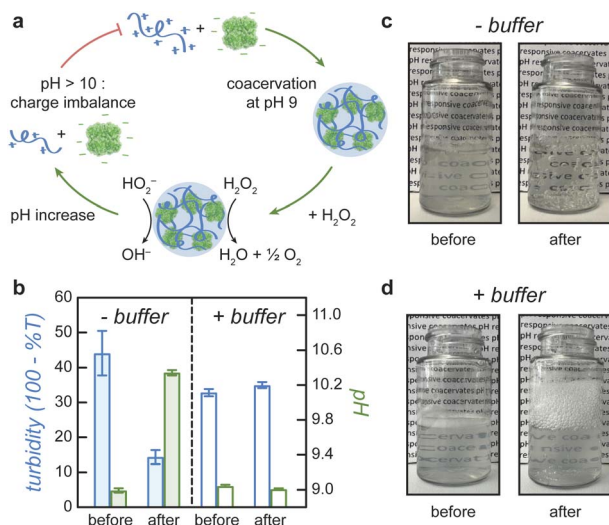 a
+
pH > 10 :
charge imbalance
+
coacervation
at pH 9
+ H₂O₂
HO₂⁻
H₂O₂
pH increase
OH⁻
H₂O + ½ O₂
b
- buffer
+ buffer
turbidity (100 - %T)
60
50
40
30
20
10
0
11.0
10.6
10.2
9.8
9.4
9.0
pH
before
after
before
after
c
- buffer
before
after
d
+ buffer
before
after